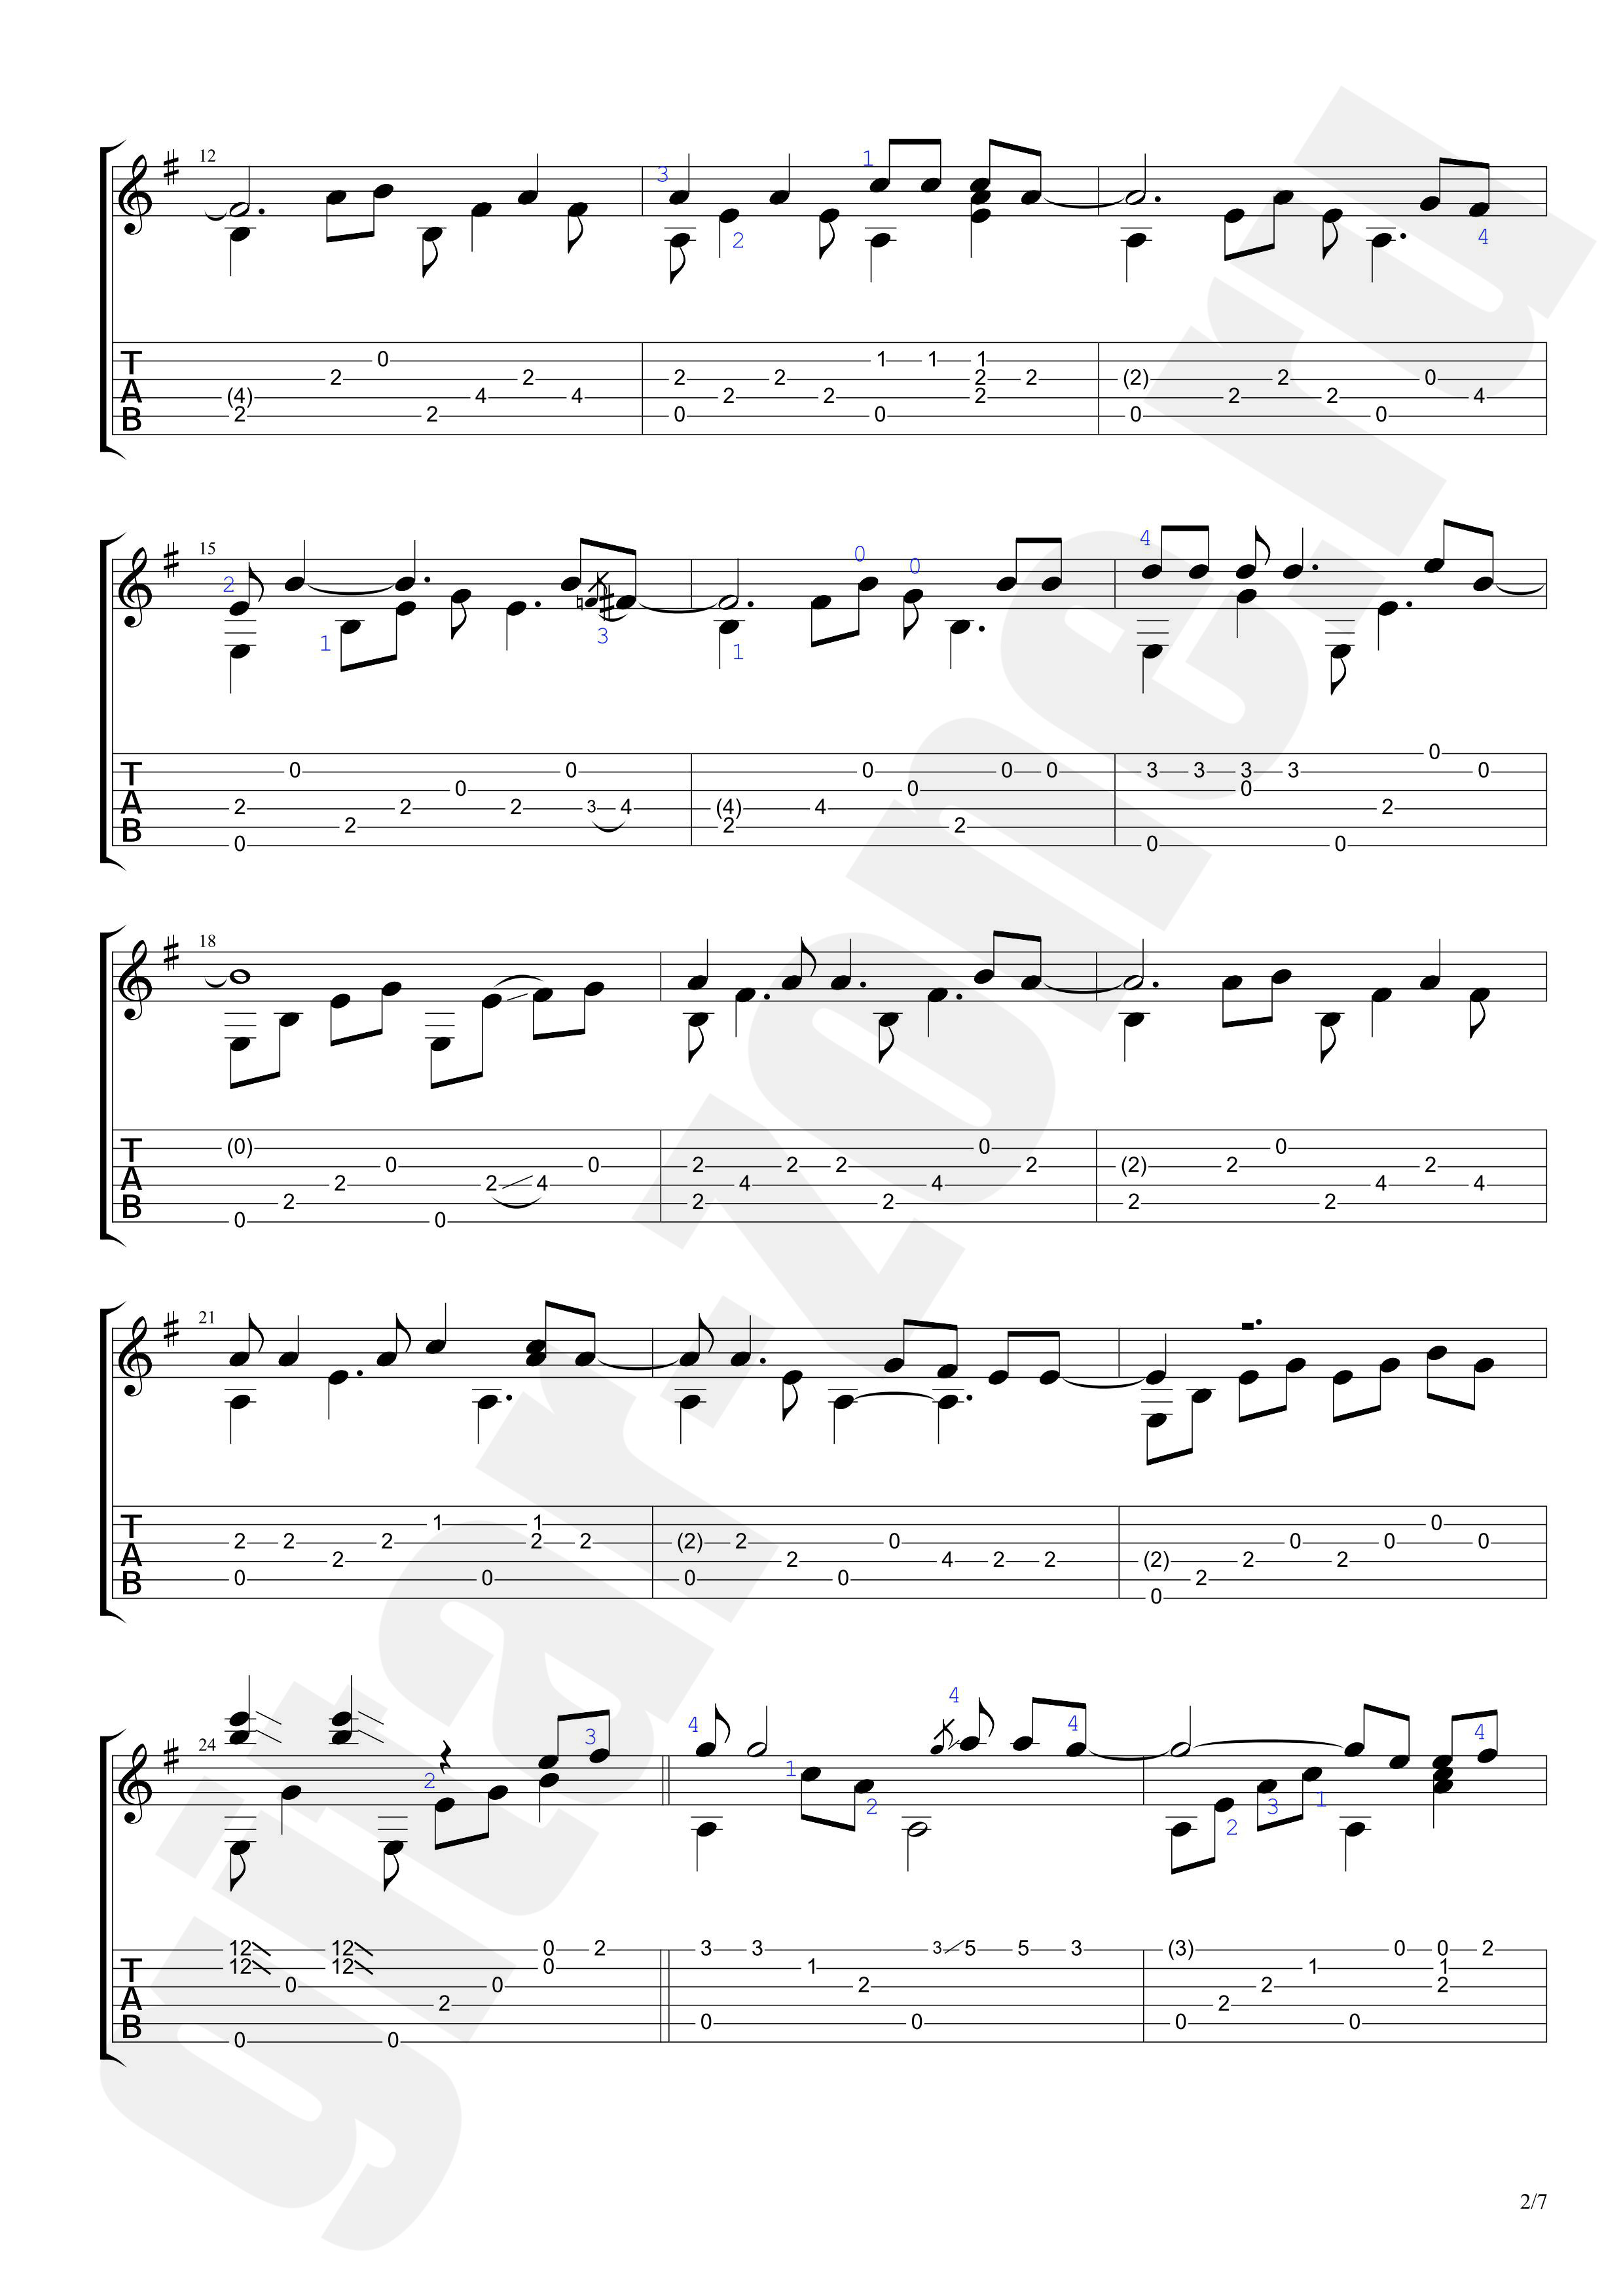 12
3 1
2 4
T
A
B
0 1 1 1
2 2 2 2 2 2 (2) 2 0
(4) 4 4 2 2 2 2 2 4
2 2 0 0 0 0
15
2 0 0 4
1 3 1
T
A
B
0
0 0 0 0 0 3 3 3 3 0
0 0 0
2 2 2 3 4 (4) 4 2
2 2 2
0 0 0
18
T
A
B
(0) 0 0
0 0 2 2 2 2 (2) 2 2
2 2 4 4 4 4 4
2 2 2 2 2
0 0
21
T
A
B
1 1 0
2 2 2 2 2 (2) 2 0 0 0 0
2 2 4 2 2 (2) 2 2
0 0 0 0 2
0
24
3 4 4 4 4
2 1 2 2 3 1
T
A
B
12 12 0 2 3 3 3 5 5 3 (3) 0 0 2
12 12 0 1 1 1
0 0 2 2 2
2 2
0 0 0 0
0 0
gitar-zone.ru
2/7